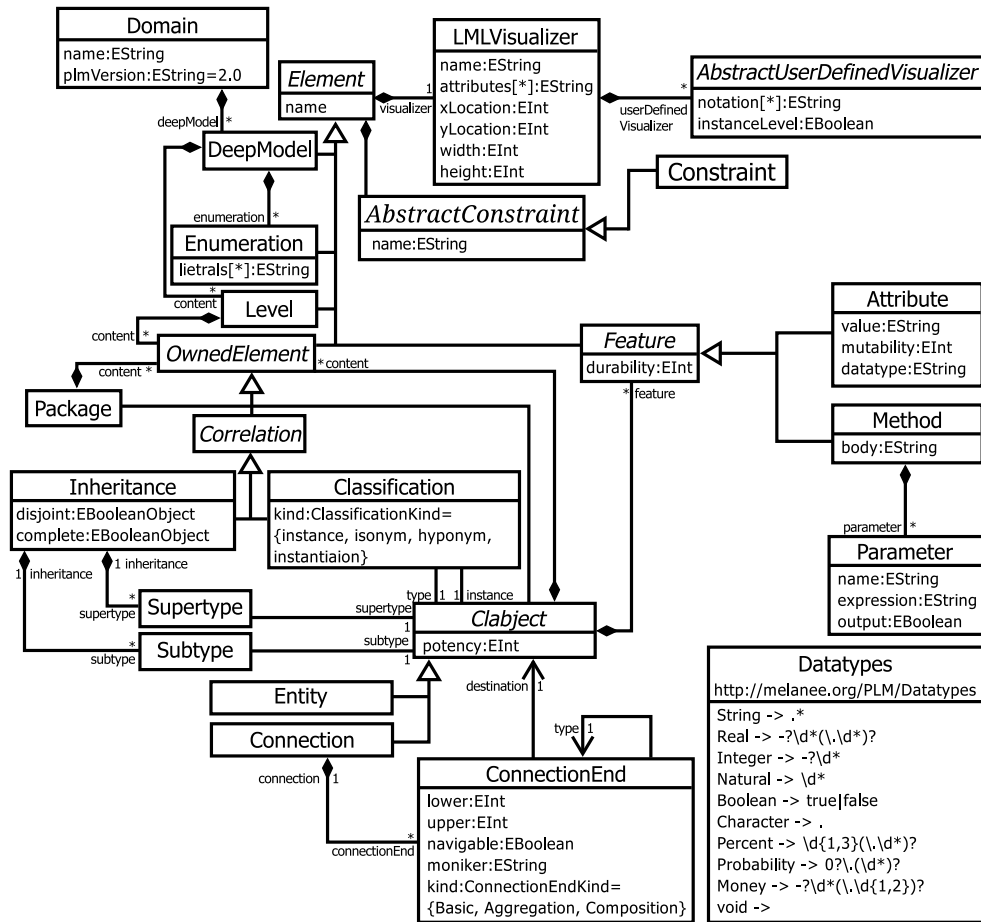 Domain
name:EString
plmVersion:EString=2.0
Element
name
LMLVisualizer
name:EString
attributes[*]:EString
xLocation:EInt
yLocation:EInt
width:EInt
height:EInt
AbstractUserDefinedVisualizer
notation[*]:EString
instanceLevel:EBoolean
1
visualizer
*
userDefined
Visualizer
deepModel *
DeepModel
Constraint
AbstractConstraint
name:EString
enumeration *
Enumeration
lietrals[*]:EString
*
content
Level
content *
OwnedElement
*content
content *
Package
Correlation
Feature
durability:EInt
* feature
Attribute
value:EString
mutability:EInt
datatype:EString
Method
body:EString
parameter *
Parameter
name:EString
expression:EString
output:EBoolean
Inheritance
disjoint:EBooleanObject
complete:EBooleanObject
Classification
kind:ClassificationKind=
{instance, isonym, hyponym,
instantiaion}
1 inheritance
1 inheritance
type 1
1 instance
*
supertype
Supertype
supertype
1
*
subtype
Subtype
subtype
1
Clabject
potency:EInt
Entity
Connection
destination 1
type 1
connection 1
*
connectionEnd
ConnectionEnd
lower:EInt
upper:EInt
navigable:EBoolean
moniker:EString
kind:ConnectionEndKind=
{Basic, Aggregation, Composition}
Datatypes
http://melanee.org/PLM/Datatypes
String -> .*
Real -> -?\d*(\.\d*)?
Integer -> -?\d*
Natural -> \d*
Boolean -> true|false
Character -> .
Percent -> \d{1,3}(\.\d*)?
Probability -> 0?\.(\d*)?
Money -> -?\d*(\.\d{1,2})?
void ->